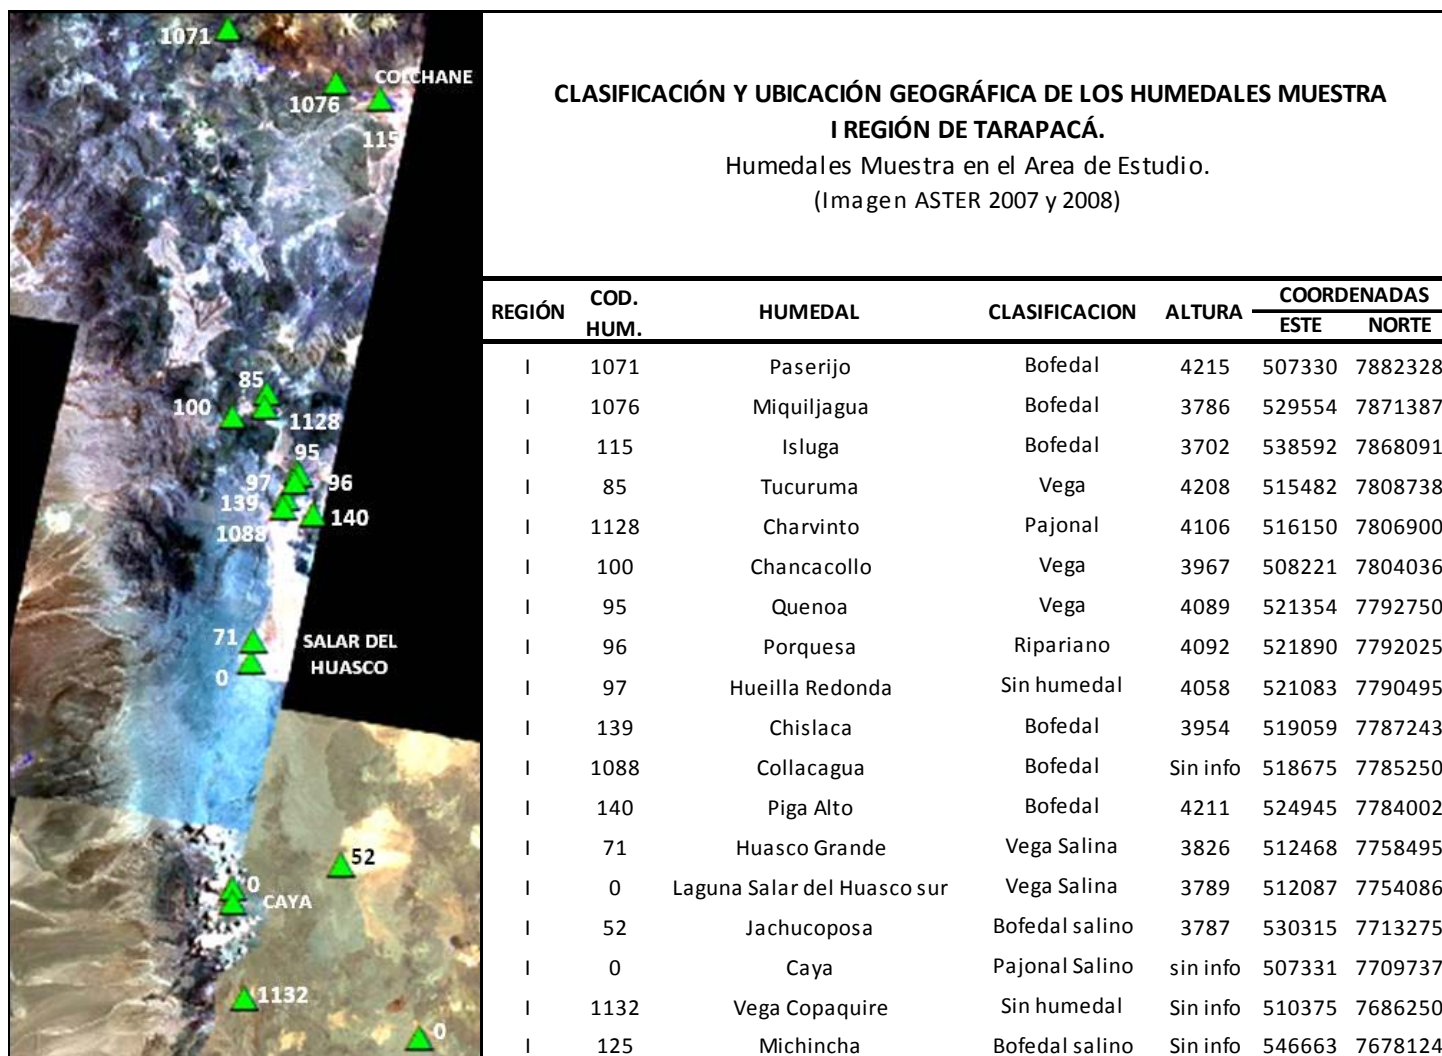 1071
COLCHANE
1076
115
85
100
1128
95
97
96
139
140
1088
71
SALAR DEL
HUASCO
0
52
0
CAYA
1132
0
CLASIFICACIÓN Y UBICACIÓN GEOGRÁFICA DE LOS HUMEDALES MUESTRA
I REGIÓN DE TARAPACÁ.
Humedales Muestra en el Area de Estudio.
(Imagen ASTER 2007 y 2008)
REGIÓN COD. HUM. HUMEDAL CLASIFICACION ALTURA COORDENADAS
ESTE NORTE
I 1071 Paserijo Bofedal 4215 507330 7882328
I 1076 Miquiljagua Bofedal 3786 529554 7871387
I 115 Isluga Bofedal 3702 538592 7868091
I 85 Tucuruma Vega 4208 515482 7808738
I 1128 Charvinto Pajonal 4106 516150 7806900
I 100 Chancacollo Vega 3967 508221 7804036
I 95 Quenoa Vega 4089 521354 7792750
I 96 Porquesa Ripariano 4092 521890 7792025
I 97 Hueilla Redonda Sin humedal 4058 521083 7790495
I 139 Chislaca Bofedal 3954 519059 7787243
I 1088 Collacagua Bofedal Sin info 518675 7785250
I 140 Piga Alto Bofedal 4211 524945 7784002
I 71 Huasco Grande Vega Salina 3826 512468 7758495
I 0 Laguna Salar del Huasco sur Vega Salina 3789 512087 7754086
I 52 Jachucoposa Bofedal salino 3787 530315 7713275
I 0 Caya Pajonal Salino sin info 507331 7709737
I 1132 Vega Copaquire Sin humedal Sin info 510375 7686250
I 125 Michincha Bofedal salino Sin info 546663 7678124